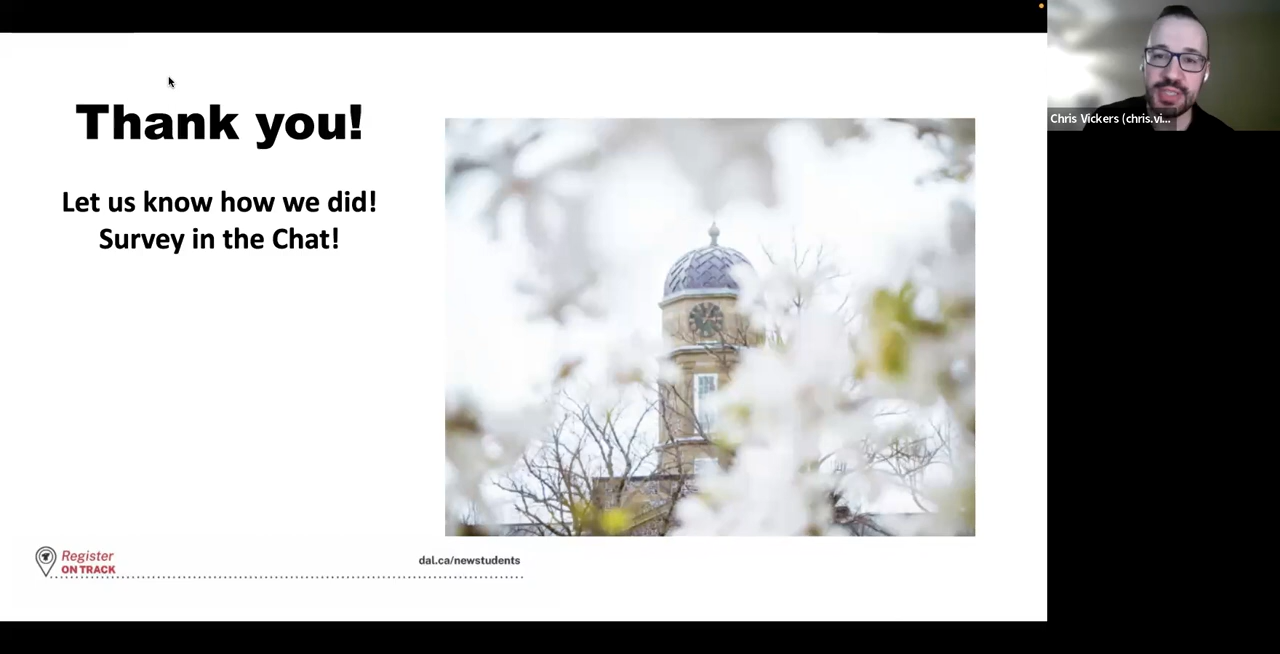 Thank you!
Let us know how we did!
Survey in the Chat!
Register
ON TRACK
dal.ca/newstudents
Chris Vickers (chris.vi...